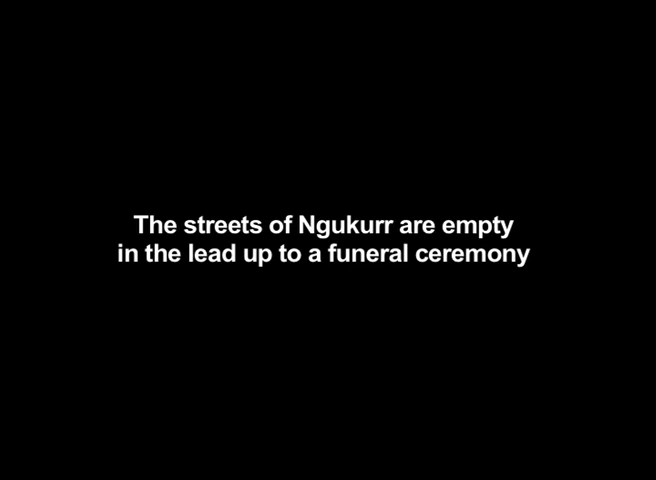 The streets of Ngukurr are empty
in the lead up to a funeral ceremony